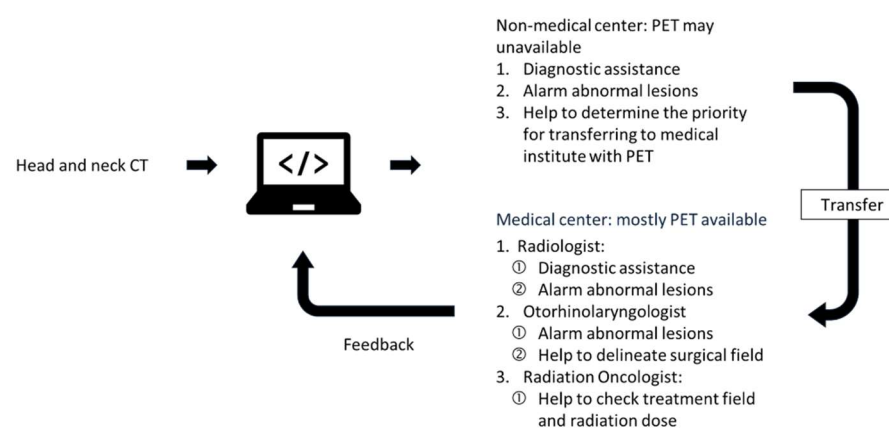 Head and neck CT
</>
Non-medical center: PET may
unavailable
1. Diagnostic assistance
2. Alarm abnormal lesions
3. Help to determine the priority
for transferring to medical
institute with PET
Transfer
Medical center: mostly PET available
1. Radiologist:
① Diagnostic assistance
② Alarm abnormal lesions
2. Otorhinolaryngologist
① Alarm abnormal lesions
② Help to delineate surgical field
3. Radiation Oncologist:
① Help to check treatment field
and radiation dose
Feedback